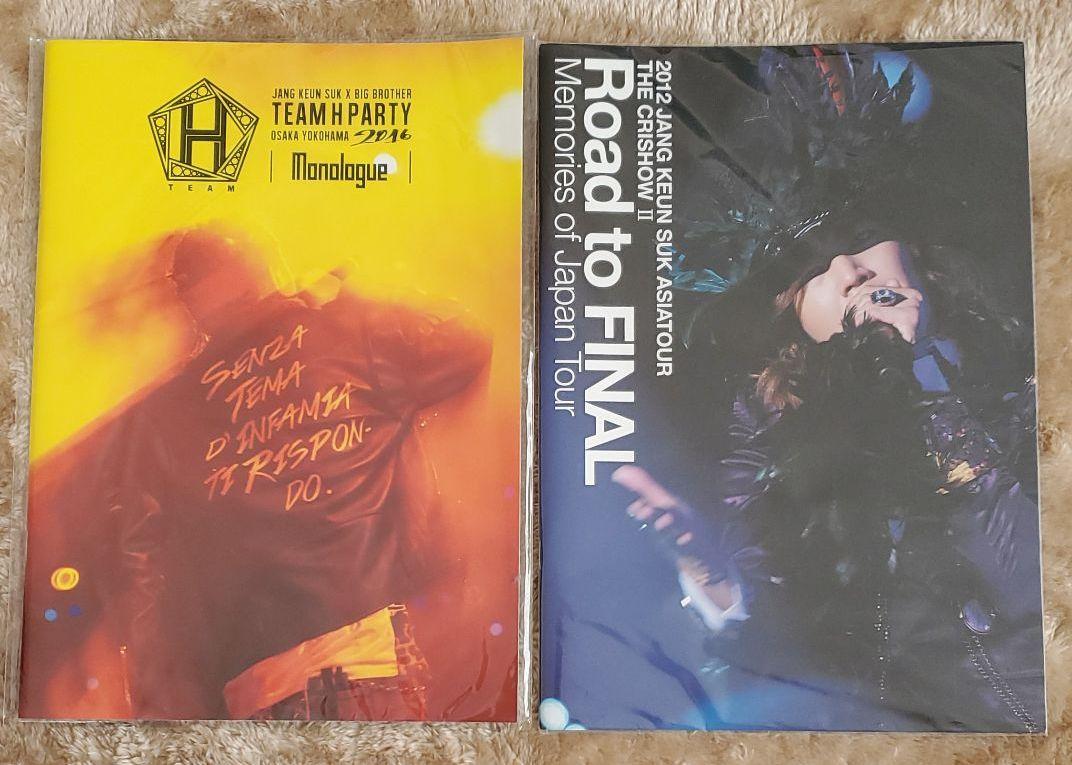 H
TEAM
JANG KEUN SUK X BIG BROTHER
TEAM H PARTY
OSAKA YOKOHAMA 2016
Monologue
SENZA
TEMA
D'INFAMIA
TI RISPON-
DO.
2012 JANG KEUN SUK ASIATOUR
THE CRISHOW II
Road to FINAL
Memories of Japan Tour